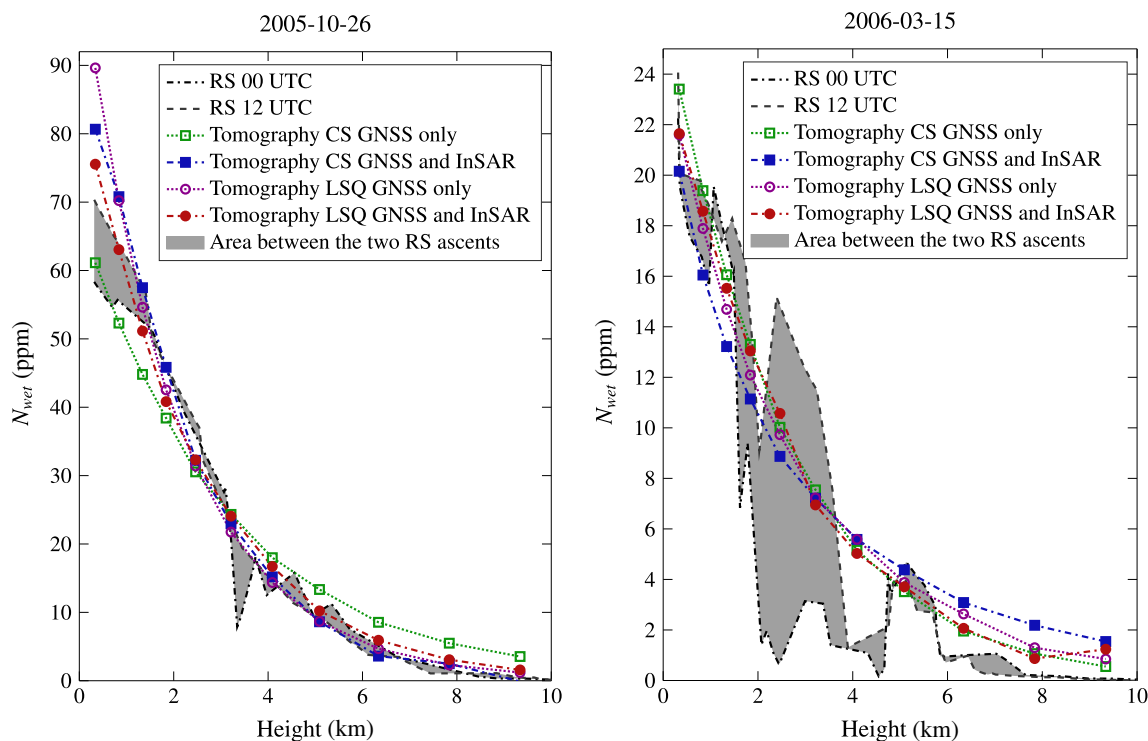 2005-10-26
N_wet (ppm)
90
80
70
60
50
40
30
20
10
0
RS 00 UTC
RS 12 UTC
Tomography CS GNSS only
Tomography CS GNSS and InSAR
Tomography LSQ GNSS only
Tomography LSQ GNSS and InSAR
Area between the two RS ascents
0 2 4 6 8 10
Height (km)
2006-03-15
N_wet (ppm)
24
22
20
18
16
14
12
10
8
6
4
2
0
RS 00 UTC
RS 12 UTC
Tomography CS GNSS only
Tomography CS GNSS and InSAR
Tomography LSQ GNSS only
Tomography LSQ GNSS and InSAR
Area between the two RS ascents
0 2 4 6 8 10
Height (km)